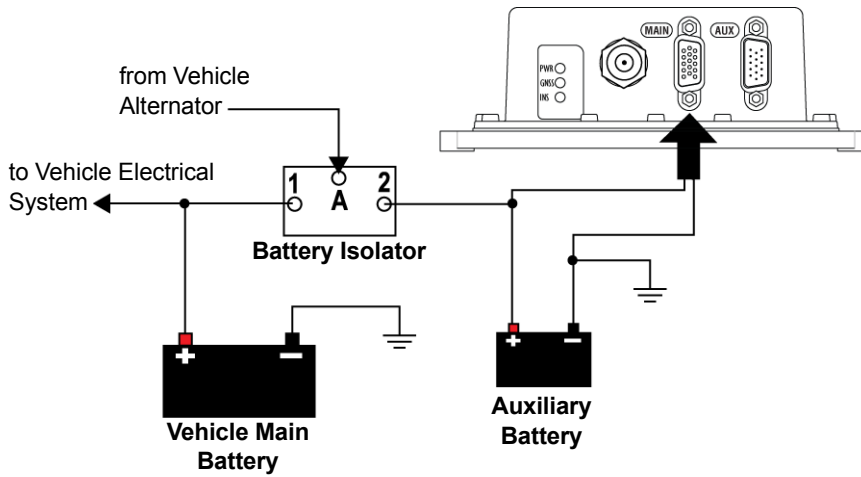 MAIN
AUX
PWR
GNSS
INS
from Vehicle
Alternator
to Vehicle Electrical
System
1
A
2
Battery Isolator
+
−
Vehicle Main
Battery
+
−
Auxiliary
Battery